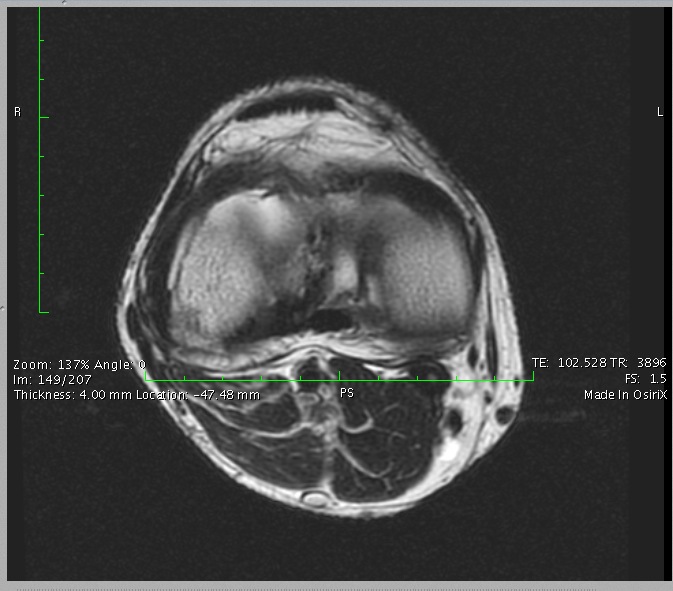 R
L
Zoom: 137% Angle: 0
Im: 149/207
Thickness: 4.00 mm Location: -47.48 mm
PS
TE: 102.528 TR: 3896
FS: 1.5
Made In OsiriX